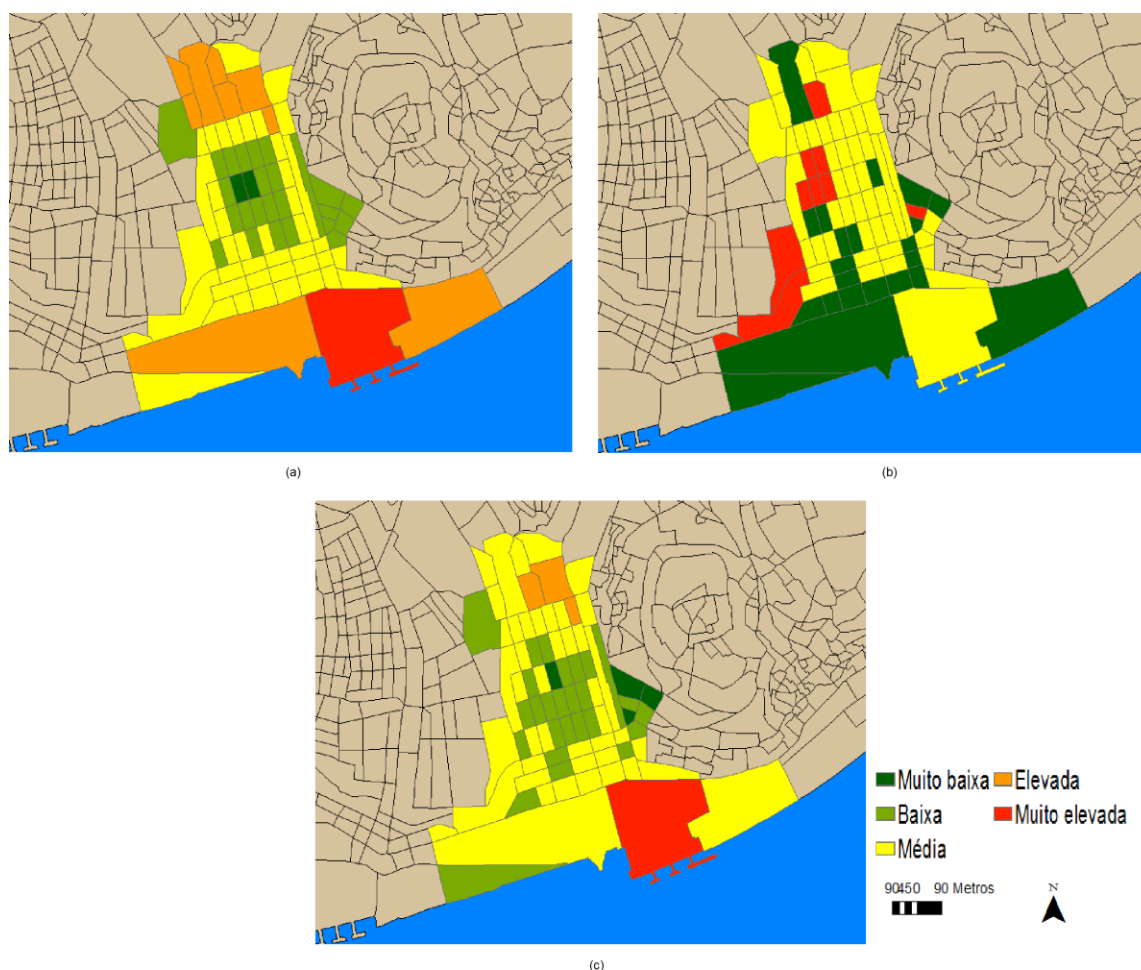 (a)
(b)
Muito baixa
Elevada
Baixa
Muito elevada
Média
90450 90 Metros
N
(c)